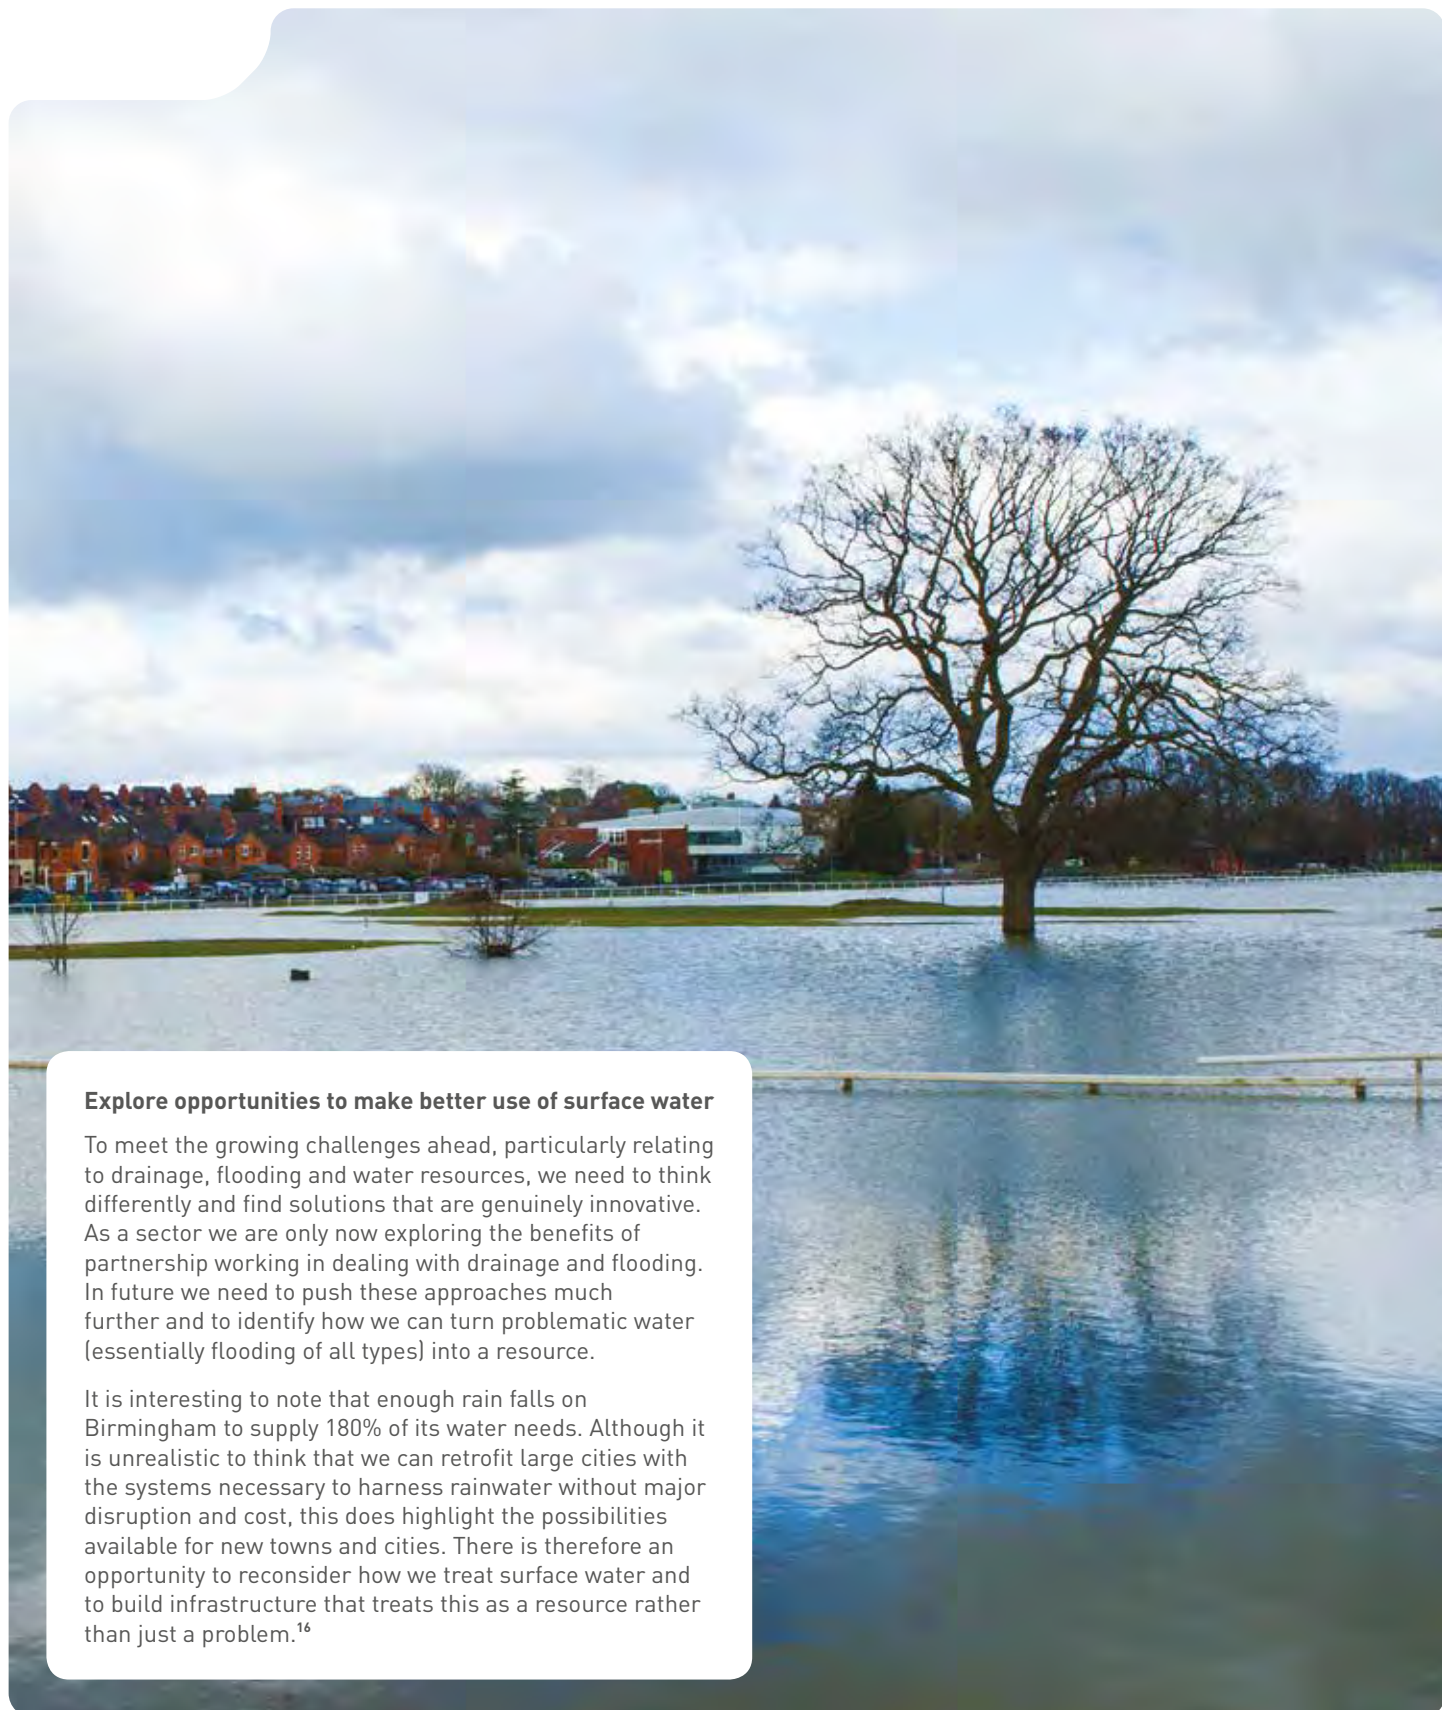 Explore opportunities to make better use of surface water
To meet the growing challenges ahead, particularly relating
to drainage, flooding and water resources, we need to think
differently and find solutions that are genuinely innovative.
As a sector we are only now exploring the benefits of
partnership working in dealing with drainage and flooding.
In future we need to push these approaches much
further and to identify how we can turn problematic water
(essentially flooding of all types) into a resource.
It is interesting to note that enough rain falls on
Birmingham to supply 180% of its water needs. Although it
is unrealistic to think that we can retrofit large cities with
the systems necessary to harness rainwater without major
disruption and cost, this does highlight the possibilities
available for new towns and cities. There is therefore an
opportunity to reconsider how we treat surface water and
to build infrastructure that treats this as a resource rather
than just a problem.16